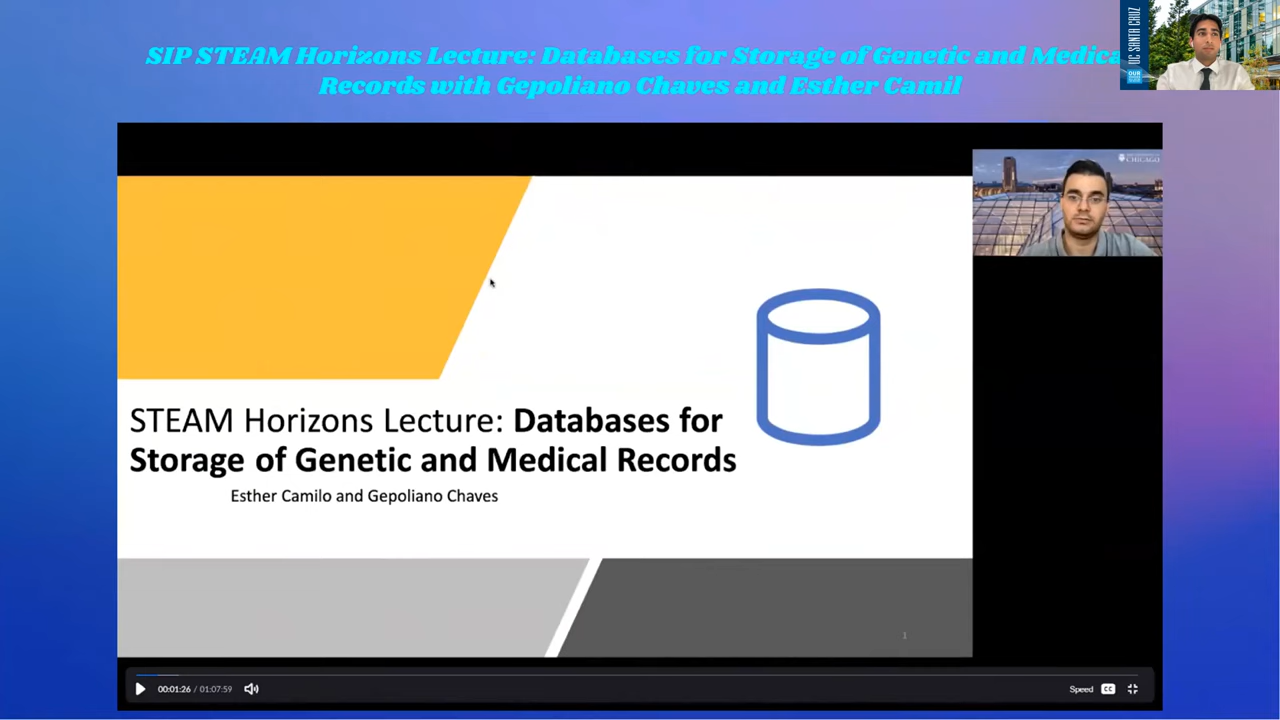 SIP STEAM Horizons Lecture: Databases for Storage of Genetic and Medica
Records with Gepoliano Chaves and Esther Camil
UC SANTA CRUZ
OUR
CHICAGO
STEAM Horizons Lecture: Databases for
Storage of Genetic and Medical Records
Esther Camilo and Gepoliano Chaves
1
00:01:26 / 01:07:59
Speed
CC